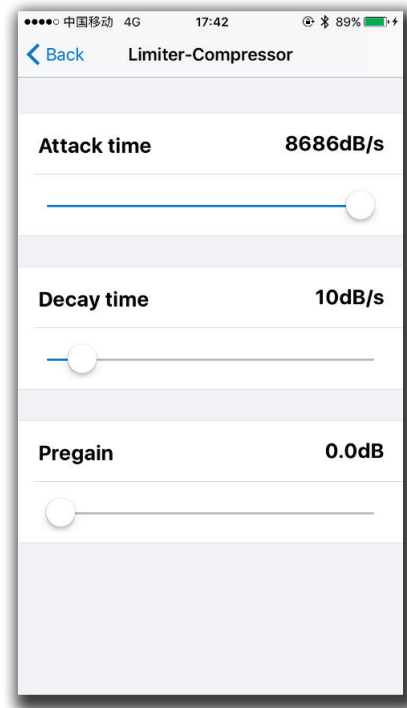 中国移动 4G 17:42 89%
Back Limiter-Compressor
Attack time 8686dB/s
Decay time 10dB/s
Pregain 0.0dB